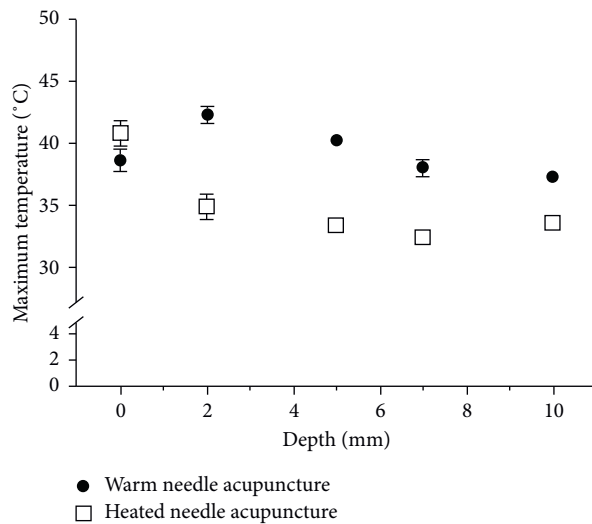 50
45
40
35
30
4
2
0
Maximum temperature (°C)
0 2 4 6 8 10
Depth (mm)
Warm needle acupuncture
Heated needle acupuncture